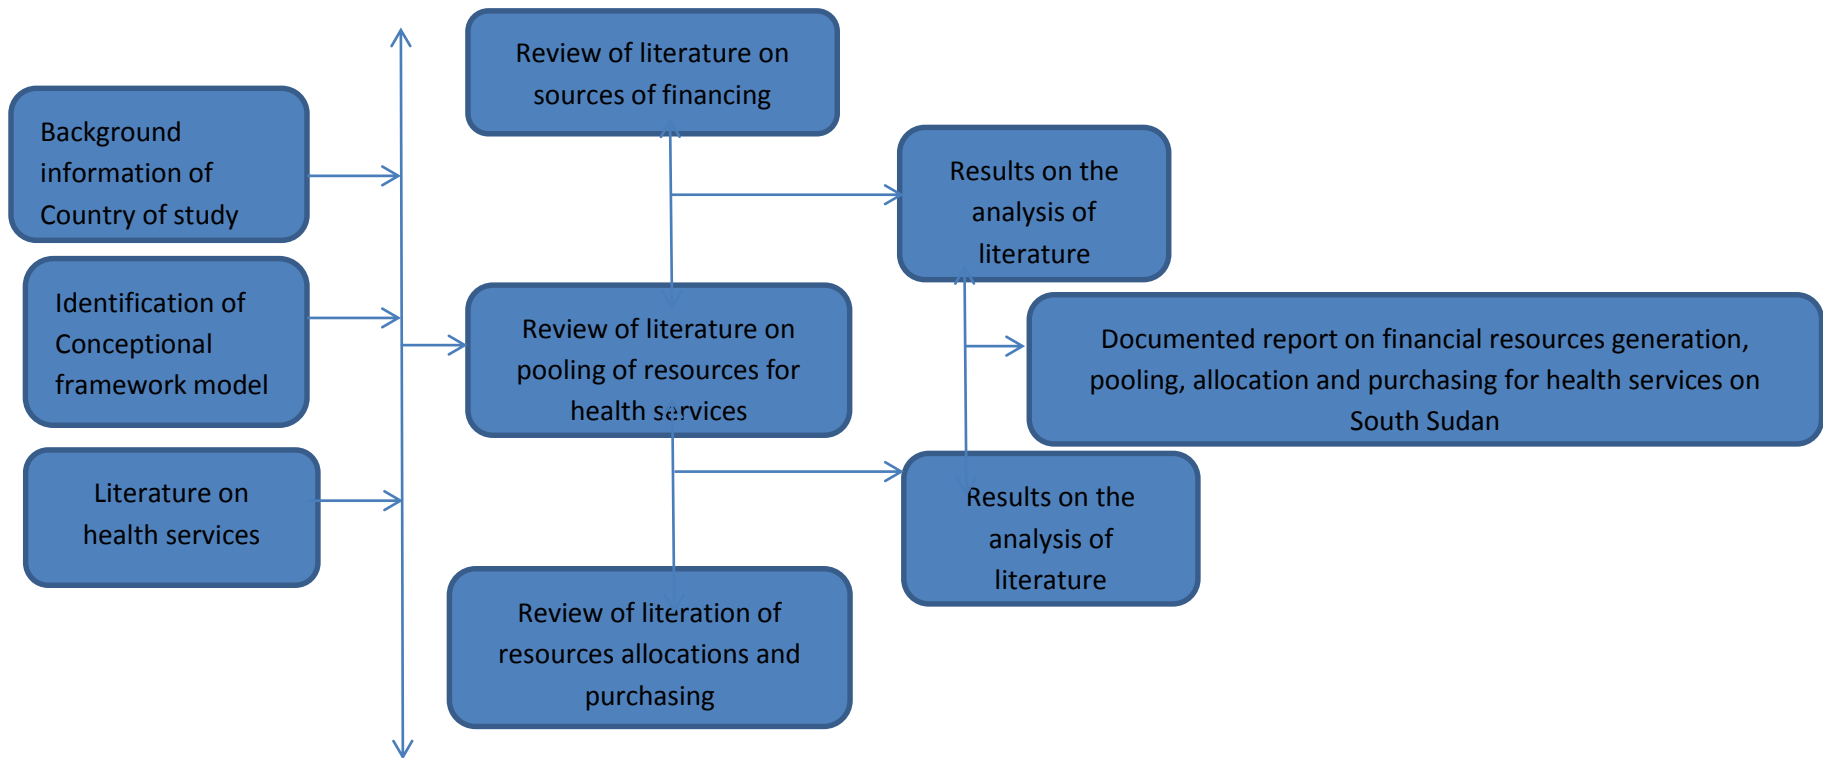 Background
information of
Country of study
Identification of
Conceptional
framework model
Literature on
health services
Review of literature on
sources of financing
Review of literature on
pooling of resources for
health services
Review of literation of
resources allocations and
purchasing
Results on the
analysis of
literature
Results on the
analysis of
literature
Documented report on financial resources generation,
pooling, allocation and purchasing for health services on
South Sudan